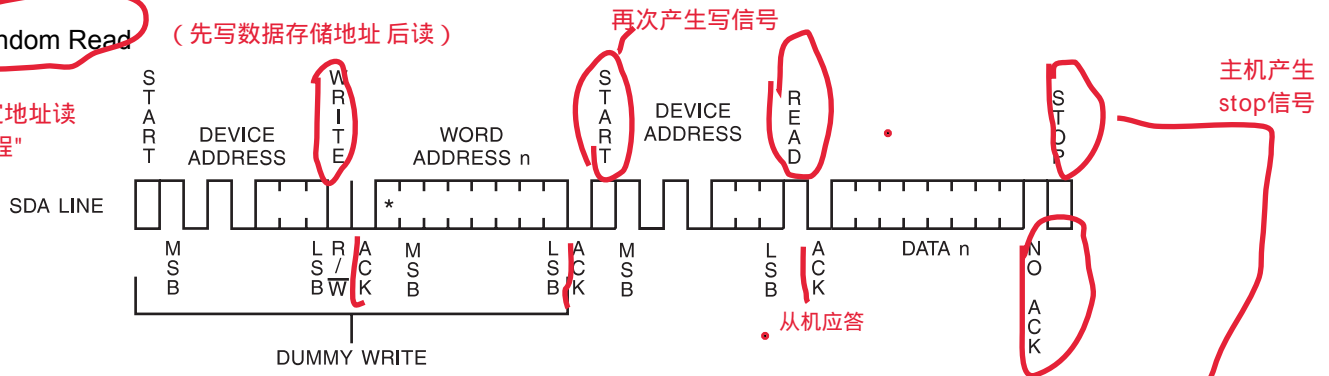 ndom Read
（先写数据存储地址 后读）
再次产生写信号
主机产生
stop信号
地址读
程"
START
DEVICE
ADDRESS
WRITE
WORD
ADDRESS n
START
DEVICE
ADDRESS
READ
STOP
SDA LINE
*
MSB
LSB
R/W
ACK
MSB
LSB
ACK
MSB
LSB
ACK
DATA n
NO ACK
从机应答
DUMMY WRITE